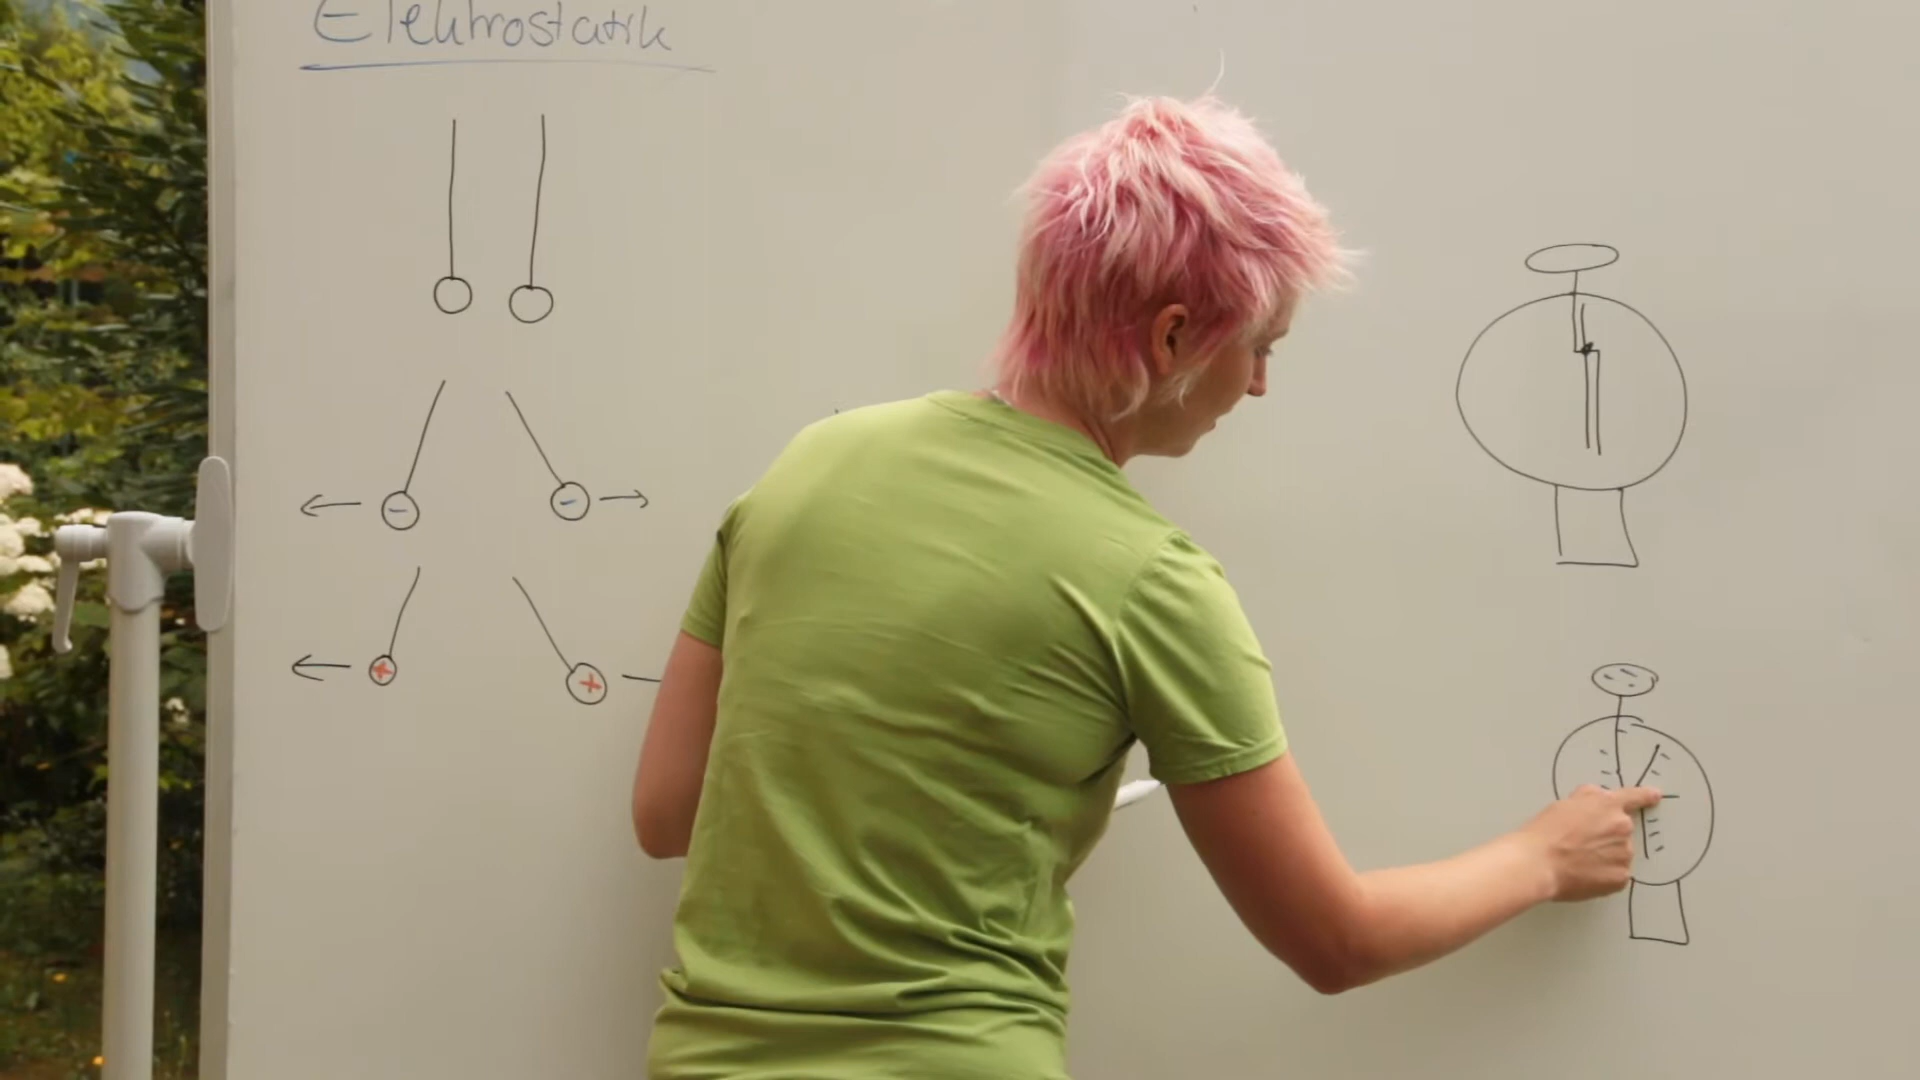 Elektrostatik
- -
+ +